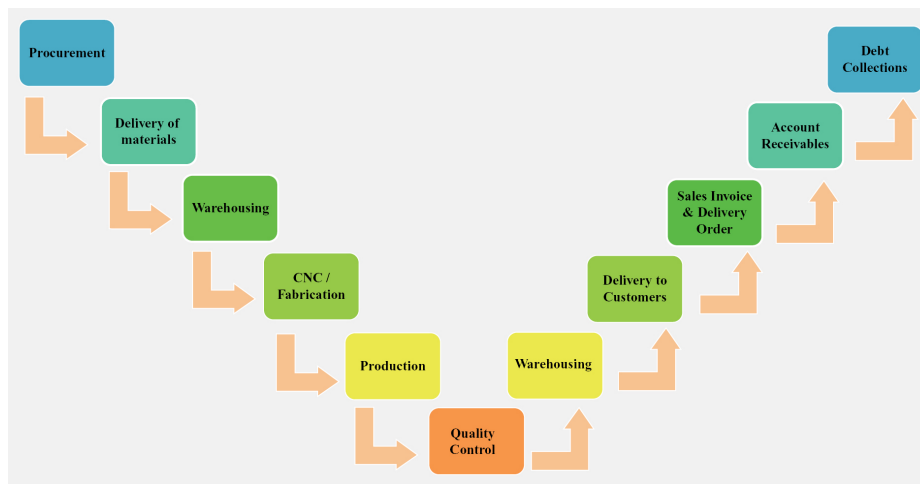 Procurement
Delivery of
materials
Warehousing
CNC /
Fabrication
Production
Quality
Control
Warehousing
Delivery to
Customers
Sales Invoice
& Delivery
Order
Account
Receivables
Debt
Collections